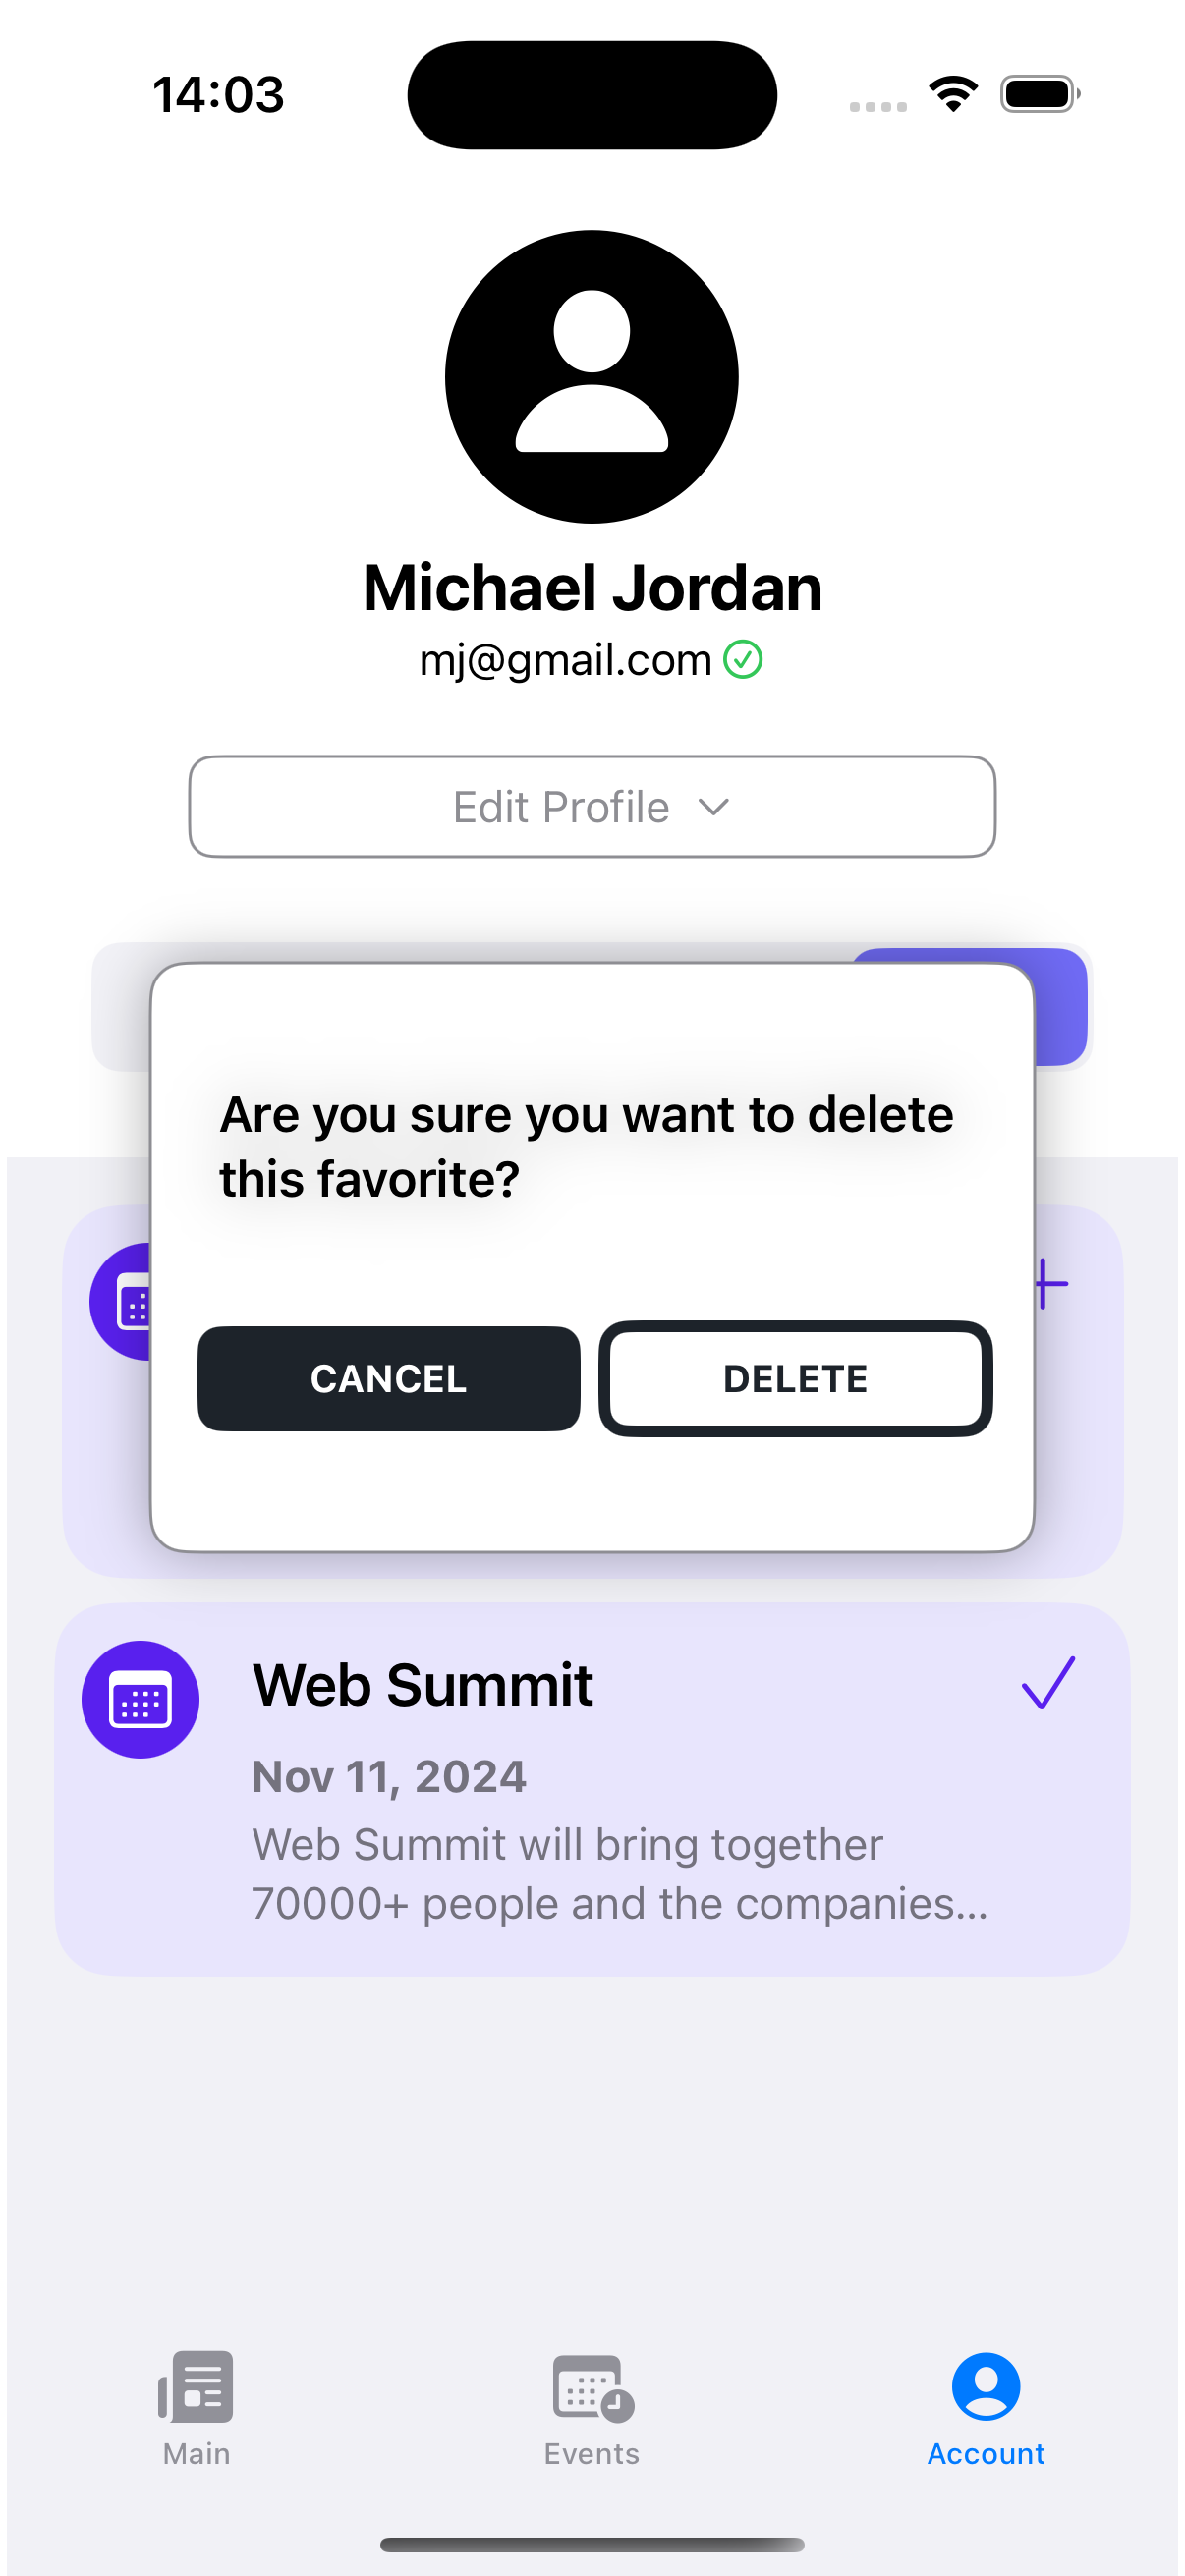 14:03
Michael Jordan
mj@gmail.com
Edit Profile
Are you sure you want to delete
this favorite?
CANCEL
DELETE
Web Summit
Nov 11, 2024
Web Summit will bring together
70000+ people and the companies...
Main
Events
Account